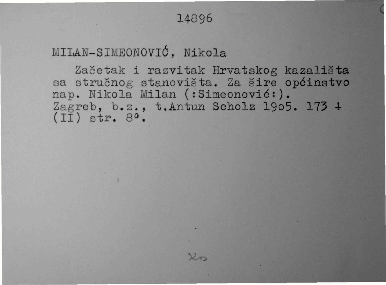 14896
MILAN-SIMEONOVIĆ, Nikola
Začetak i razvitak Hrvatskog kazališta
sa stručnog stanovišta. Za šire općinstvo
nap. Nikola Milan (:Simeonović:).
Zagreb, b.z., t.Antun Scholz 19o5. 173 +
(II) str. 8°.